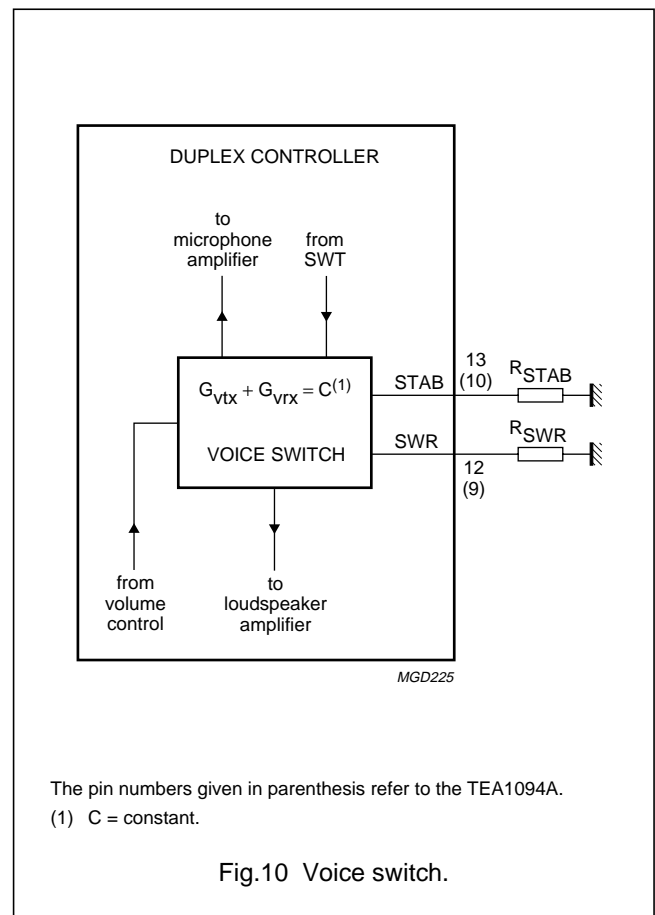 DUPLEX CONTROLLER
to
microphone
amplifier
from
SWT
Gvtx + Gvrx = C(1)
VOICE SWITCH
STAB
13
(10)
RSTAB
SWR
12
(9)
RSWR
from
volume
control
to
loudspeaker
amplifier
MGD225
The pin numbers given in parenthesis refer to the TEA1094A.
(1) C = constant.
Fig.10 Voice switch.